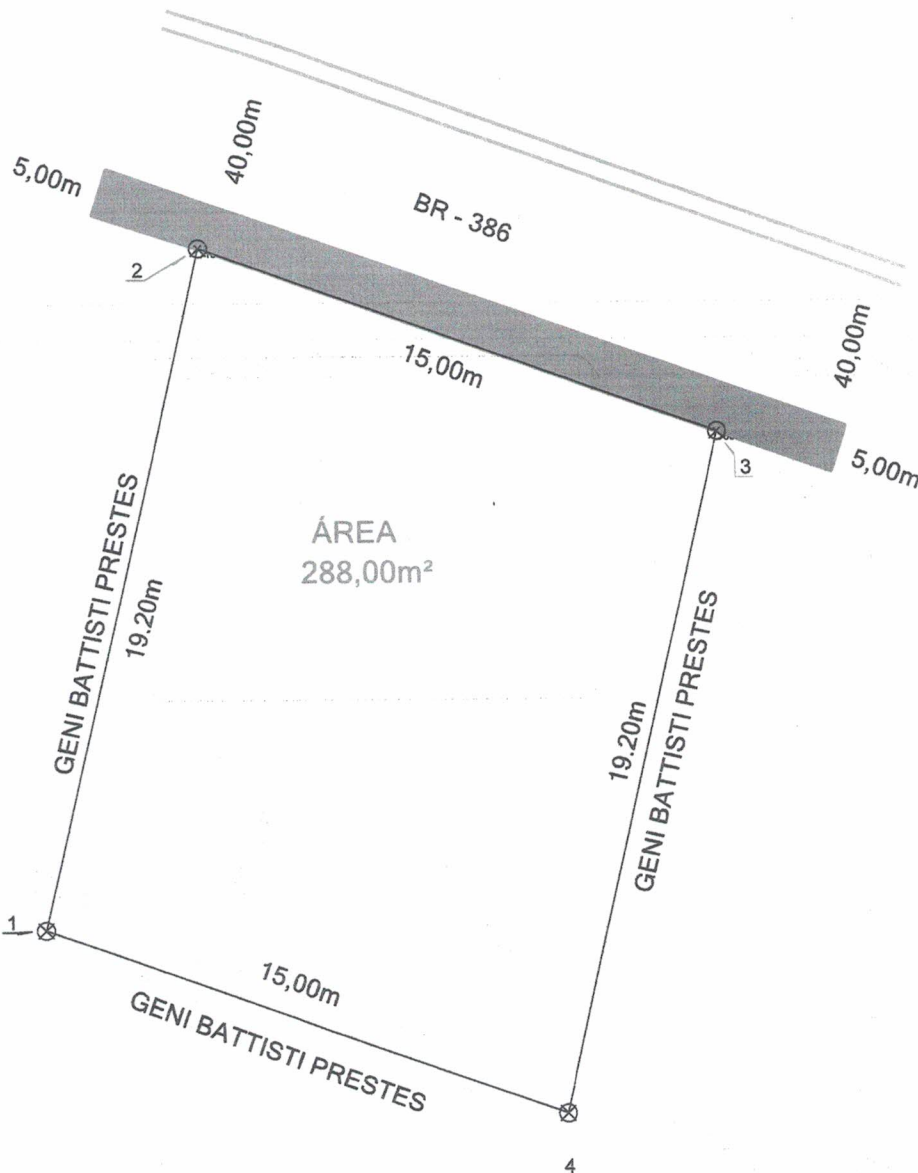 40,00m
5,00m
BR - 386
2
40,00m
15,00m
3
5,00m
ÁREA
288,00m²
GENI BATTISTI PRESTES
19.20m
19.20m
GENI BATTISTI PRESTES
1
15,00m
GENI BATTISTI PRESTES
4